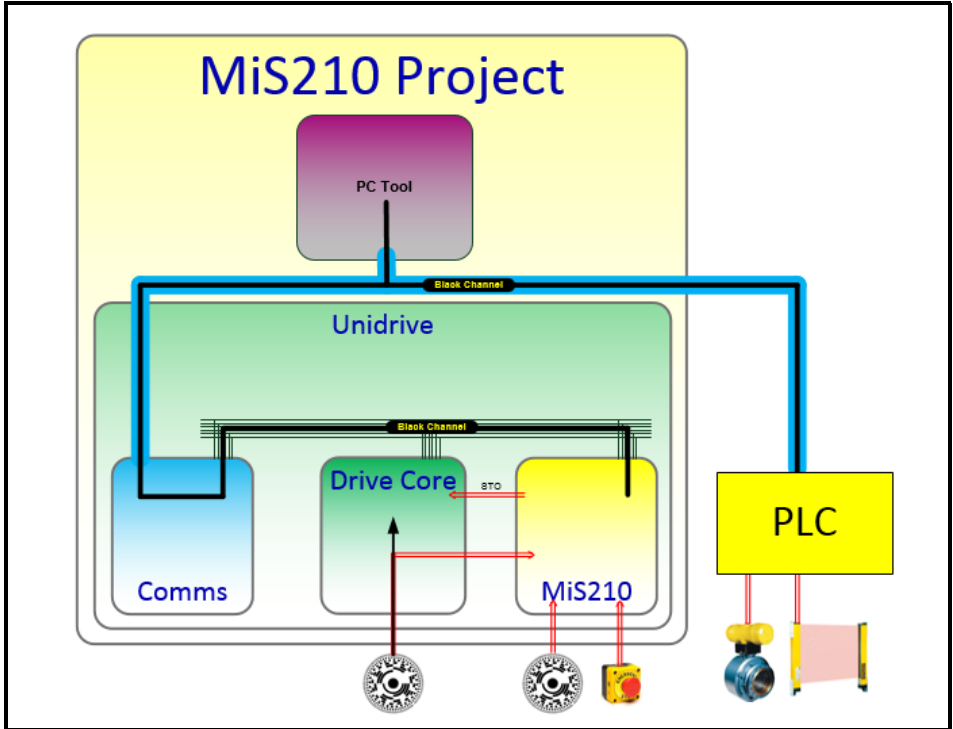 MiS210 Project
PC Tool
Black Channel
Unidrive
Black Channel
Drive Core
STO
PLC
Comms
MiS210